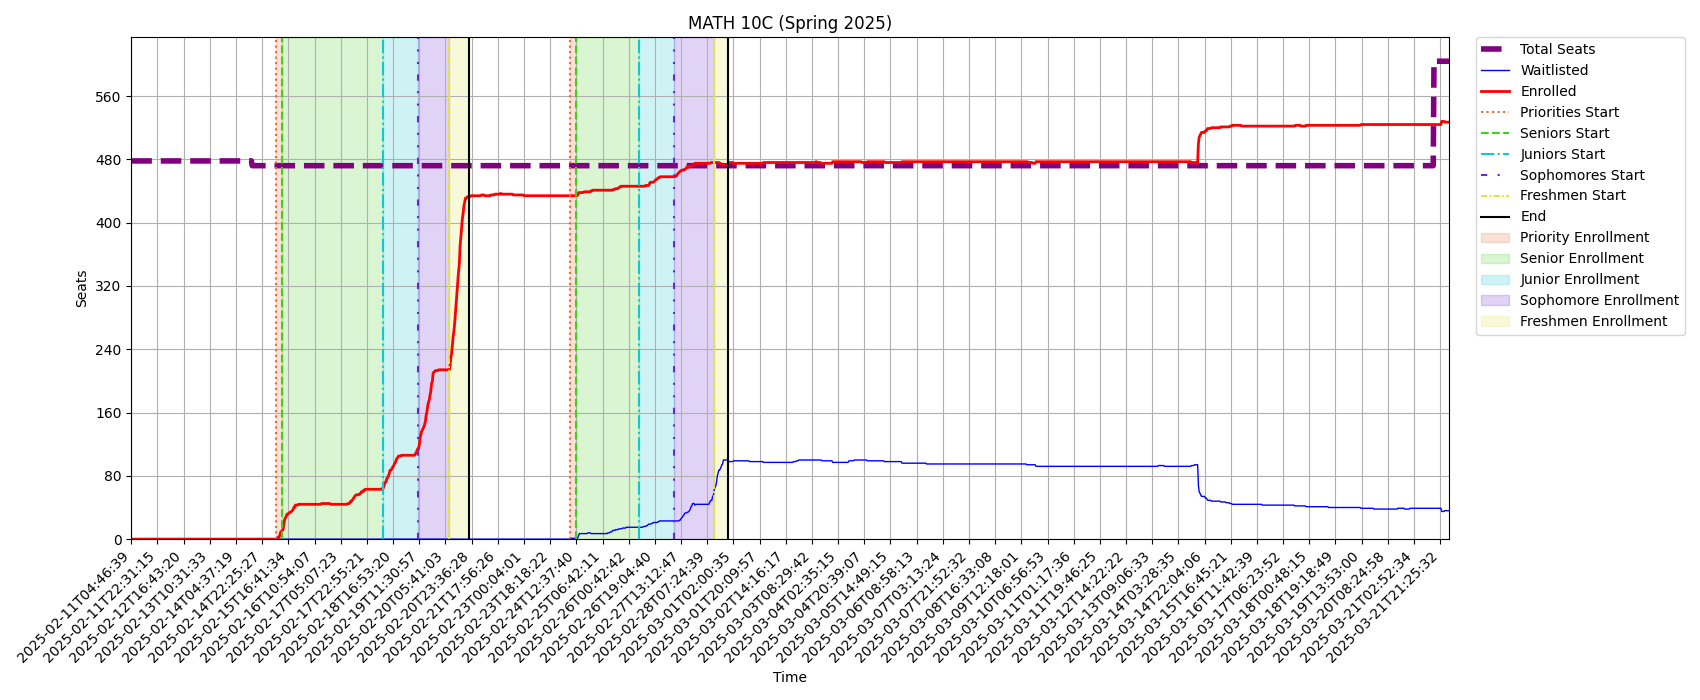 MATH 10C (Spring 2025)
Seats
560
480
400
320
240
160
80
0
2025-02-11T04:46:39
2025-02-11T22:31:15
2025-02-12T16:43:20
2025-02-13T10:31:33
2025-02-14T04:37:19
2025-02-14T22:25:27
2025-02-15T16:41:34
2025-02-16T10:54:07
2025-02-17T05:07:23
2025-02-17T22:55:21
2025-02-18T16:53:20
2025-02-19T11:30:57
2025-02-20T05:41:03
2025-02-20T23:36:28
2025-02-21T17:56:26
2025-02-23T00:04:01
2025-02-23T18:18:22
2025-02-24T12:37:40
2025-02-25T06:42:11
2025-02-26T00:42:42
2025-02-26T19:04:40
2025-02-27T13:12:47
2025-02-28T07:24:39
2025-03-01T02:00:35
2025-03-01T20:09:57
2025-03-02T14:16:17
2025-03-03T08:29:42
2025-03-04T02:35:15
2025-03-04T20:39:07
2025-03-05T14:49:15
2025-03-06T08:58:13
2025-03-07T03:13:24
2025-03-07T21:52:32
2025-03-08T16:33:08
2025-03-09T12:18:01
2025-03-10T06:56:53
2025-03-11T01:17:36
2025-03-11T19:46:25
2025-03-12T14:22:22
2025-03-13T09:06:33
2025-03-14T03:28:35
2025-03-14T22:04:06
2025-03-15T16:45:21
2025-03-16T11:42:39
2025-03-17T06:23:52
2025-03-18T00:48:15
2025-03-18T19:18:49
2025-03-19T13:53:00
2025-03-20T08:24:58
2025-03-21T02:52:34
2025-03-21T21:25:32
Time
Total Seats
Waitlisted
Enrolled
Priorities Start
Seniors Start
Juniors Start
Sophomores Start
Freshmen Start
End
Priority Enrollment
Senior Enrollment
Junior Enrollment
Sophomore Enrollment
Freshmen Enrollment